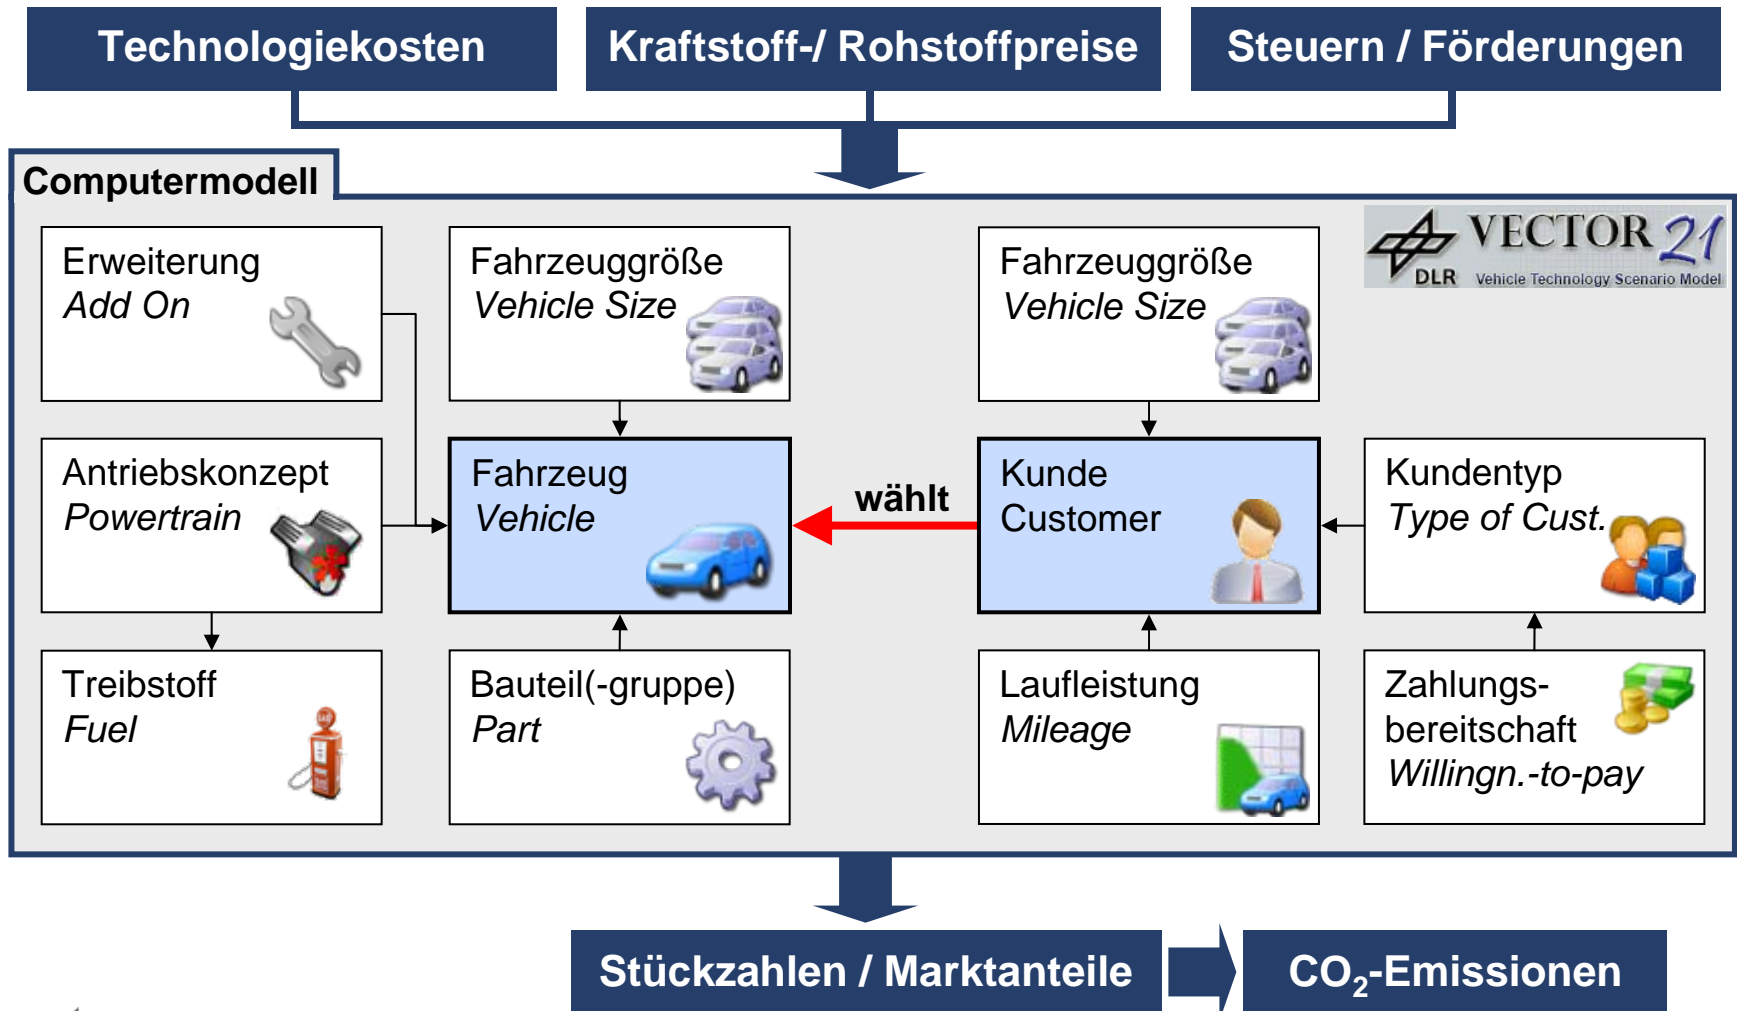 Technologiekosten
Kraftstoff-/ Rohstoffpreise
Steuern / Förderungen
Computermodell
VECTOR 21
DLR
Vehicle Technology Scenario Model
Erweiterung
Add On
Fahrzeuggröße
Vehicle Size
Fahrzeuggröße
Vehicle Size
Antriebskonzept
Powertrain
Fahrzeug
Vehicle
wählt
Kunde
Customer
Kundentyp
Type of Cust.
Treibstoff
Fuel
Bauteil(-gruppe)
Part
Laufleistung
Mileage
Zahlungs-
bereitschaft
Willingn.-to-pay
Stückzahlen / Marktanteile
CO₂-Emissionen